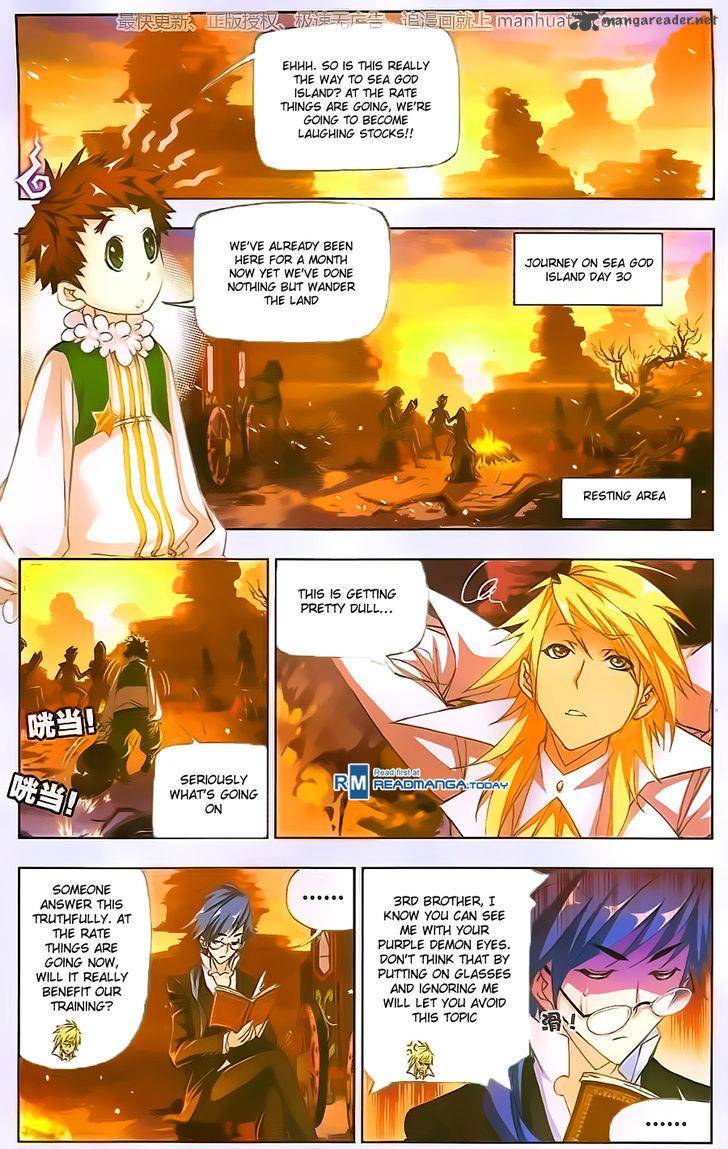 最快更新、正版授权、极速无广告，追漫画就上 manhuat
mangareader.net
EHHH. SO IS THIS REALLY
THE WAY TO SEA GOD
ISLAND? AT THE RATE
THINGS ARE GOING, WE'RE
GOING TO BECOME
LAUGHING STOCKS!!
WE'VE ALREADY BEEN
HERE FOR A MONTH
NOW YET WE'VE DONE
NOTHING BUT WANDER
THE LAND
JOURNEY ON SEA GOD
ISLAND DAY 30
RESTING AREA
咣当!
咣当!
SERIOUSLY
WHAT'S GOING
ON
THIS IS GETTING
PRETTY DULL...
RM
Read first at
READMANGA.TODAY
SOMEONE
ANSWER THIS
TRUTHFULLY. AT
THE RATE
THINGS ARE
GOING NOW,
WILL IT REALLY
BENEFIT OUR
TRAINING?
......
3RD BROTHER, I
KNOW YOU CAN SEE
ME WITH YOUR
PURPLE DEMON EYES.
DON'T THINK THAT BY
PUTTING ON GLASSES
AND IGNORING ME
WILL LET YOU AVOID
THIS TOPIC
滑!
......